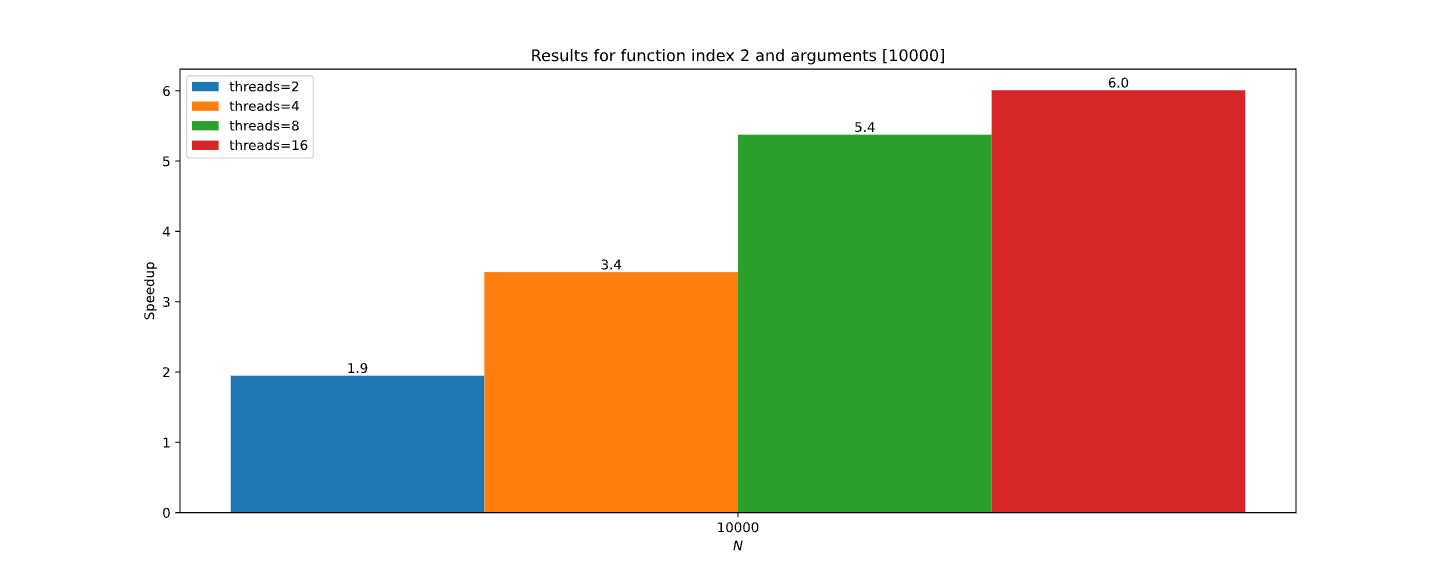 Results for function index 2 and arguments [10000]
threads=2
threads=4
threads=8
threads=16
6
5
4
3
2
1
0
Speedup
1.9
3.4
5.4
6.0
10000
N